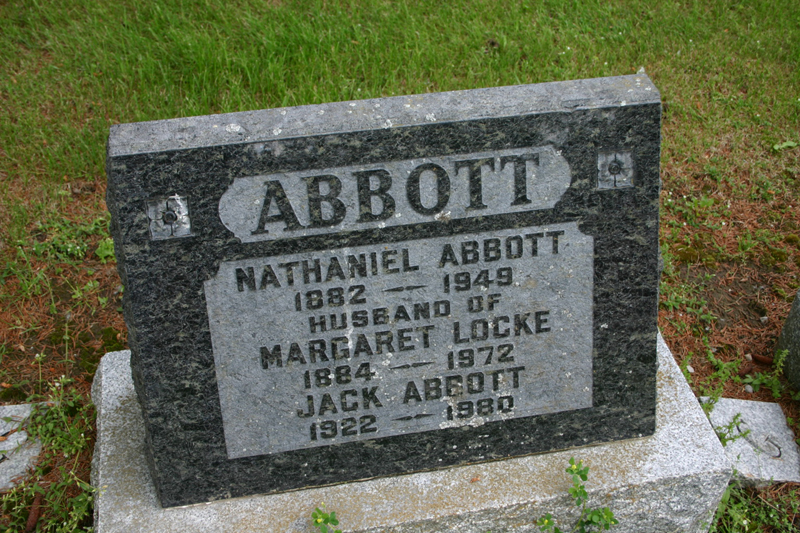 ABBOTT
NATHANIEL ABBOTT
1882 — 1949
HUSBAND OF
MARGARET LOCKE
1884 — 1972
JACK ABBOTT
1922 — 1980